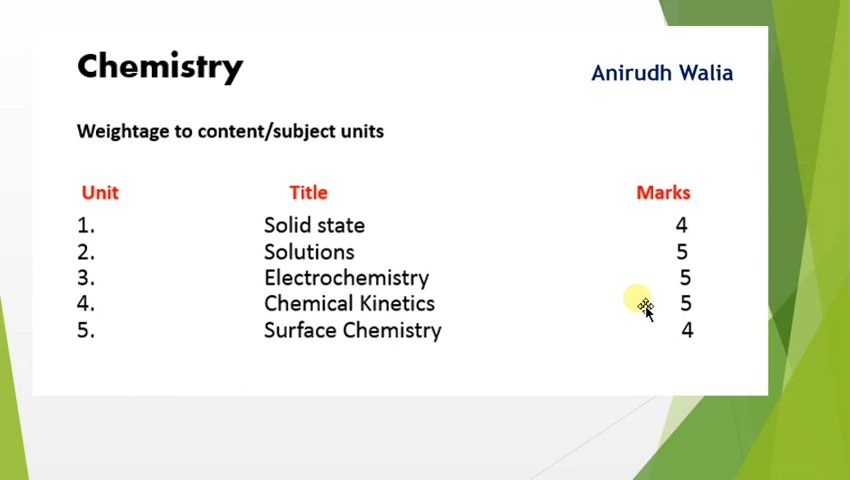 Chemistry
Anirudh Walia
Weightage to content/subject units
Unit Title Marks
1. Solid state 4
2. Solutions 5
3. Electrochemistry 5
4. Chemical Kinetics 5
5. Surface Chemistry 4